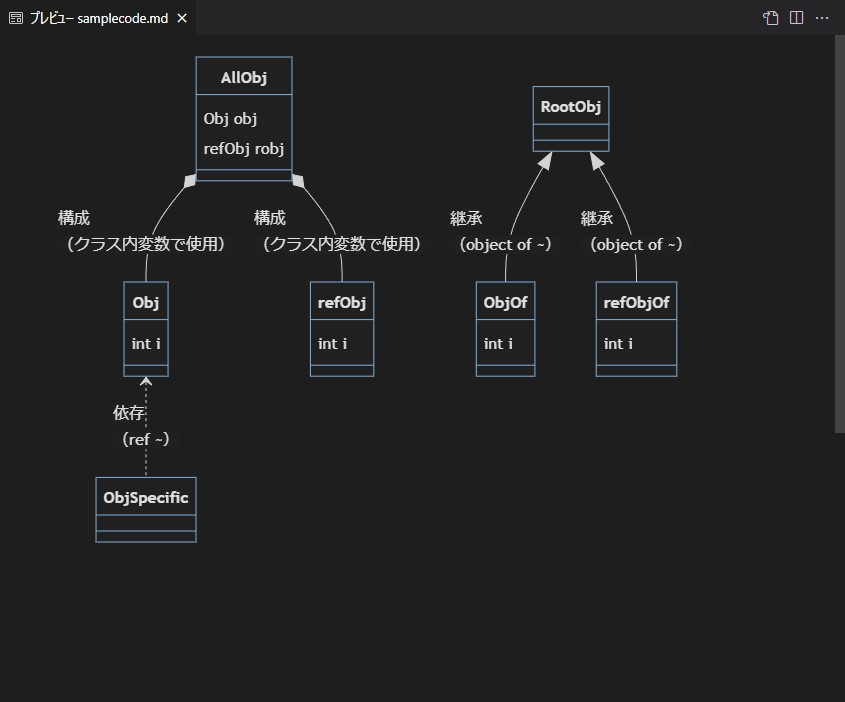 プレビュー samplecode.md
AllObj
Obj obj
refObj robj
RootObj
構成
（クラス内変数で使用）
構成
（クラス内変数で使用）
継承
（object of ~）
継承
（object of ~）
Obj
int i
refObj
int i
ObjOf
int i
refObjOf
int i
依存
（ref ~）
ObjSpecific